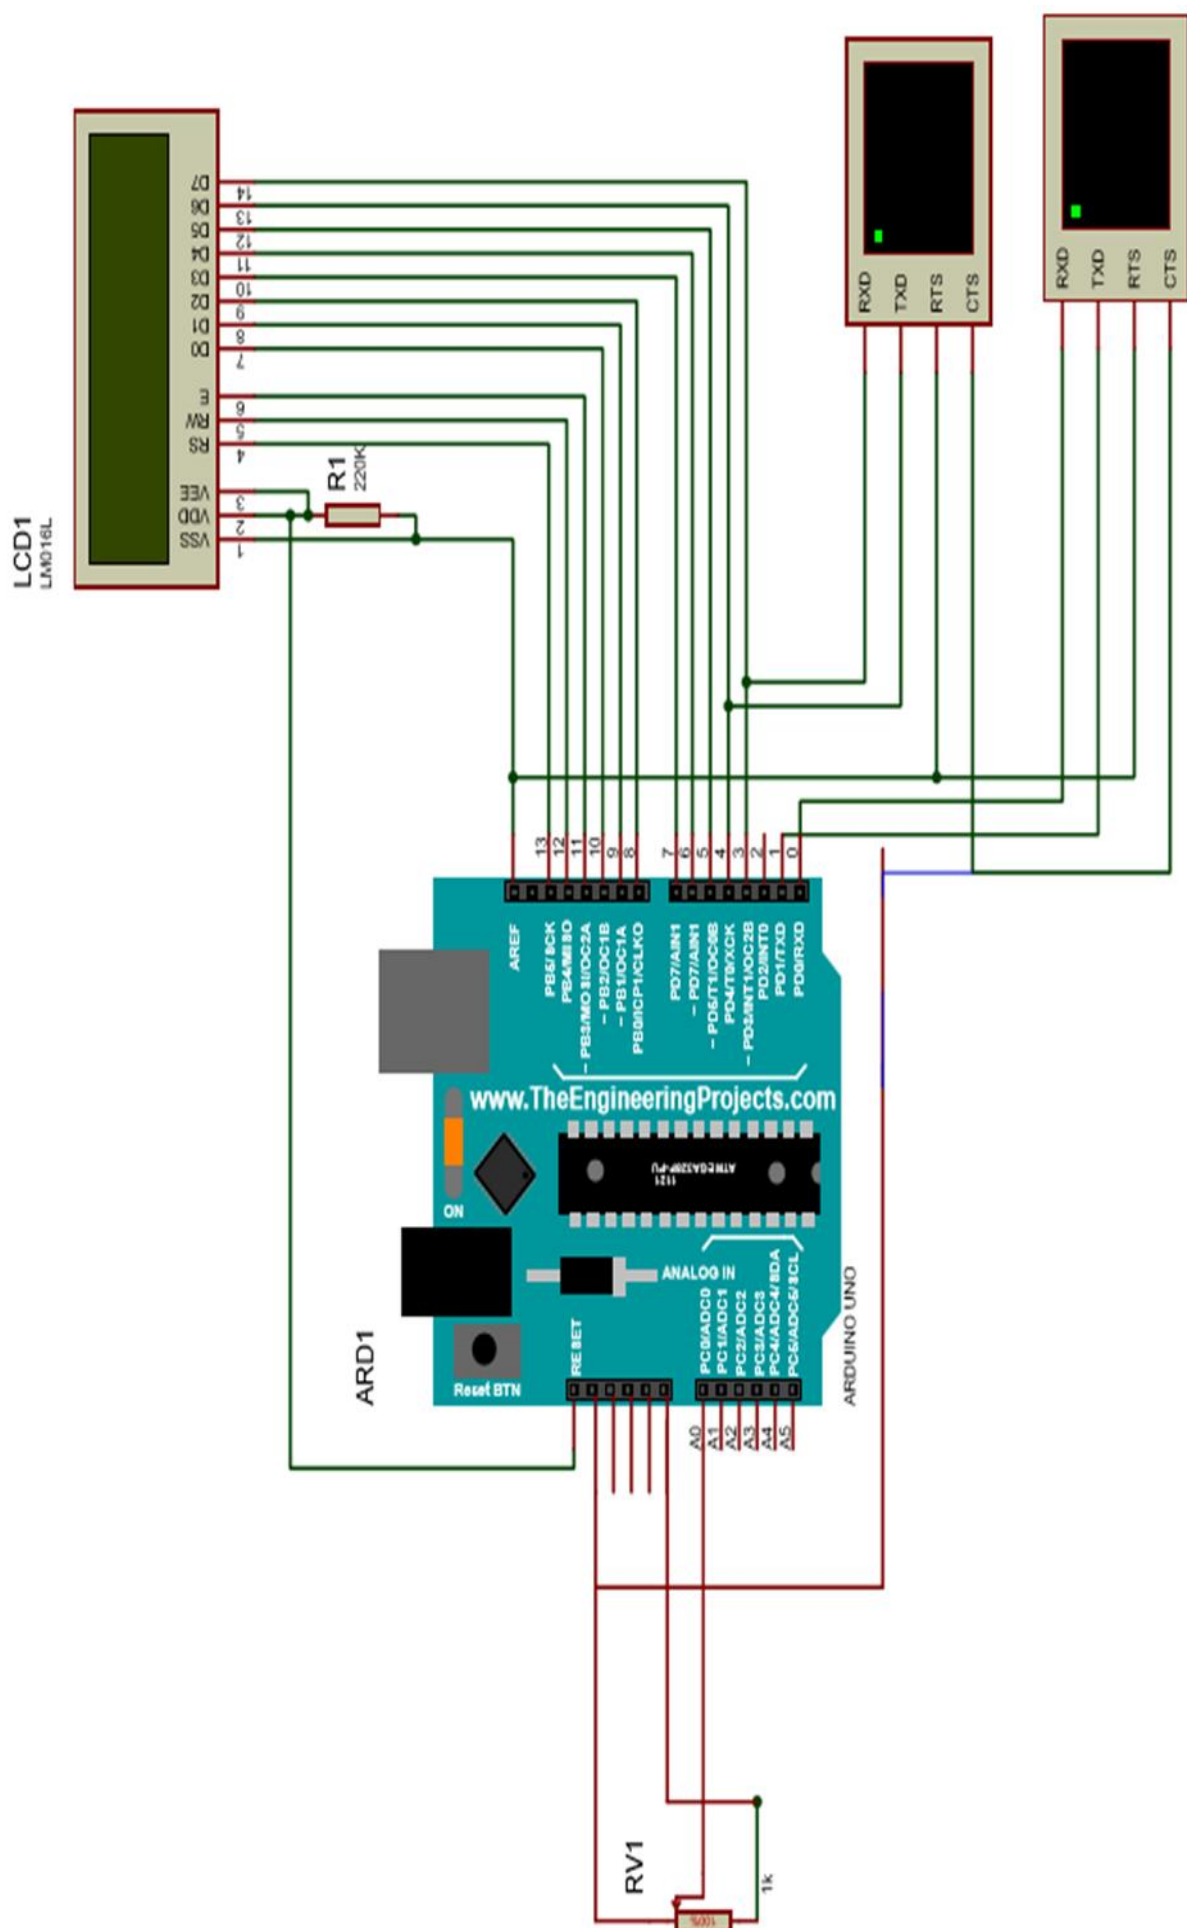 LCD1
LM016L
VSS
VDD
VEE
RS
RW
E
D0
D1
D2
D3
D4
D5
D6
D7
1
2
3
4
5
6
7
8
9
10
11
12
13
14
R1
220K
RXD
TXD
RTS
CTS
RXD
TXD
RTS
CTS
13
12
11
10
9
8
7
6
5
4
3
2
1
0
AREF
PB5/SCK
PB4/MISO
~ PB3/MOSI/OC2A
~ PB2/OC1B
~ PB1/OC1A
PB0/ICP1/CLKO
PD7/AIN1
~ PD7/AIN1
~ PD5/T1/OC0B
PD4/T0/XCK
~ PD3/INT1/OC2B
PD2/INT0
PD1/TXD
PD0/RXD
www.TheEngineeringProjects.com
1121
ATMEGA328P-PU
ON
ANALOG IN
RESET
Reset BTN
PC0/ADC0
PC1/ADC1
PC2/ADC2
PC3/ADC3
PC4/ADC4/SDA
PC5/ADC5/SCL
A0
A1
A2
A3
A4
A5
ARD1
ARDUINO UNO
RV1
100%
1k